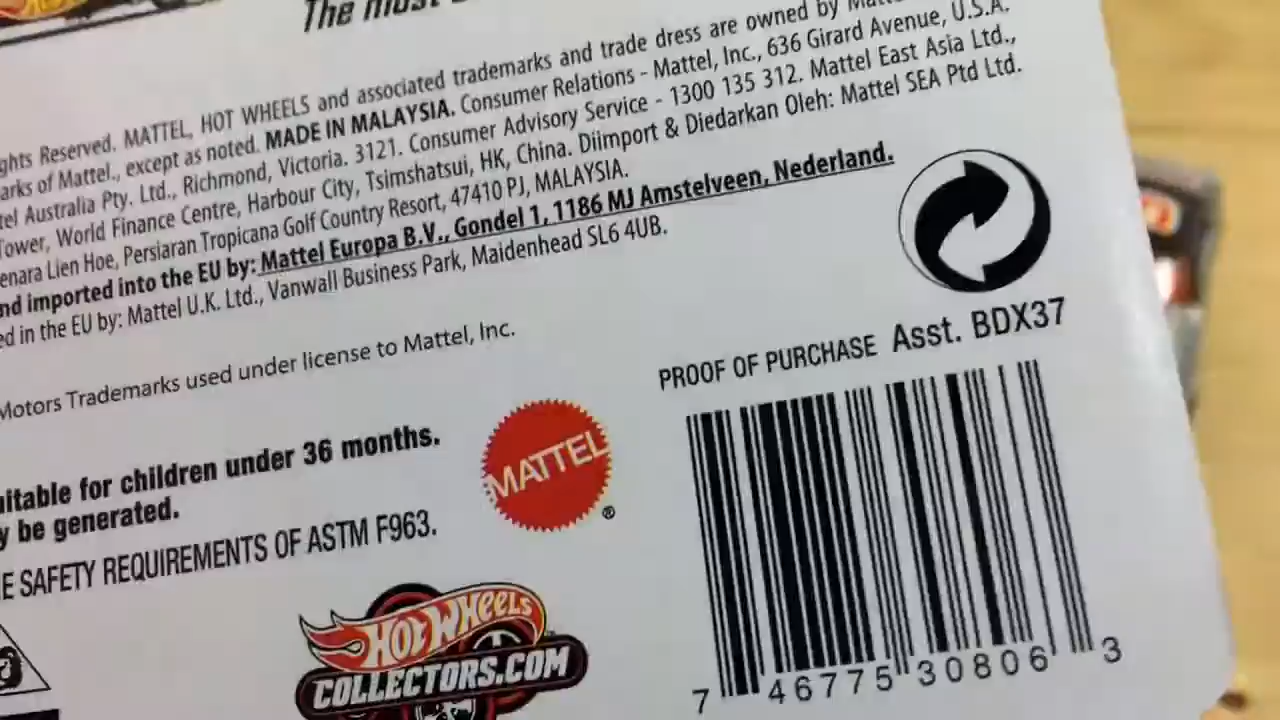 The
ghts Reserved. MATTEL, HOT WHEELS and associated trademarks and trade dress are owned by
arks of Mattel., except as noted. MADE IN MALAYSIA. Consumer Relations - Mattel, Inc., 636 Girard Avenue, U.S.A.
tel Australia Pty. Ltd., Richmond, Victoria. 3121. Consumer Advisory Service - 1300 135 312. Mattel East Asia Ltd.,
Tower, World Finance Centre, Harbour City, Tsimshatsui, HK, China. Diimport & Diedarkan Oleh: Mattel SEA Ptd Ltd.
enara Lien Hoe, Persiaran Tropicana Golf Country Resort, 47410 PJ, MALAYSIA.
nd imported into the EU by: Mattel Europa B.V., Gondel 1, 1186 MJ Amstelveen, Nederland.
ed in the EU by: Mattel U.K. Ltd., Vanwall Business Park, Maidenhead SL6 4UB.
Motors Trademarks used under license to Mattel, Inc.
PROOF OF PURCHASE Asst. BDX37
uitable for children under 36 months.
y be generated.
E SAFETY REQUIREMENTS OF ASTM F963.
MATTEL ®
HOT WHEELS
COLLECTORS.COM
7 46775 30806 3